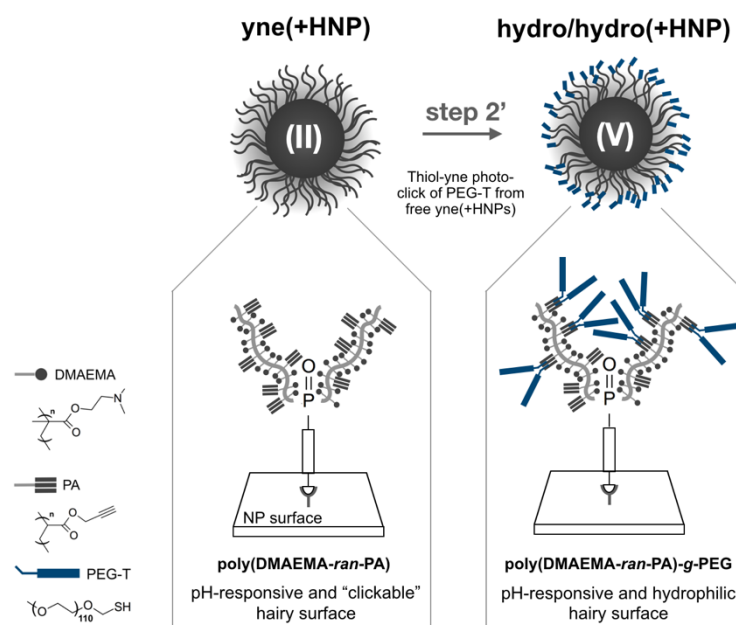 yne(+HNP)
hydro/hydro(+HNP)
(II)
step 2’
(V)
Thiol-yne photo-
click of PEG-T from
free yne(+HNPs)
DMAEMA
n
O
N
O
PA
n
O
O
PEG-T
O
110
O
SH
O
P
NP surface
poly(DMAEMA-ran-PA)
pH-responsive and “clickable”
hairy surface
O
P
poly(DMAEMA-ran-PA)-g-PEG
pH-responsive and hydrophilic
hairy surface